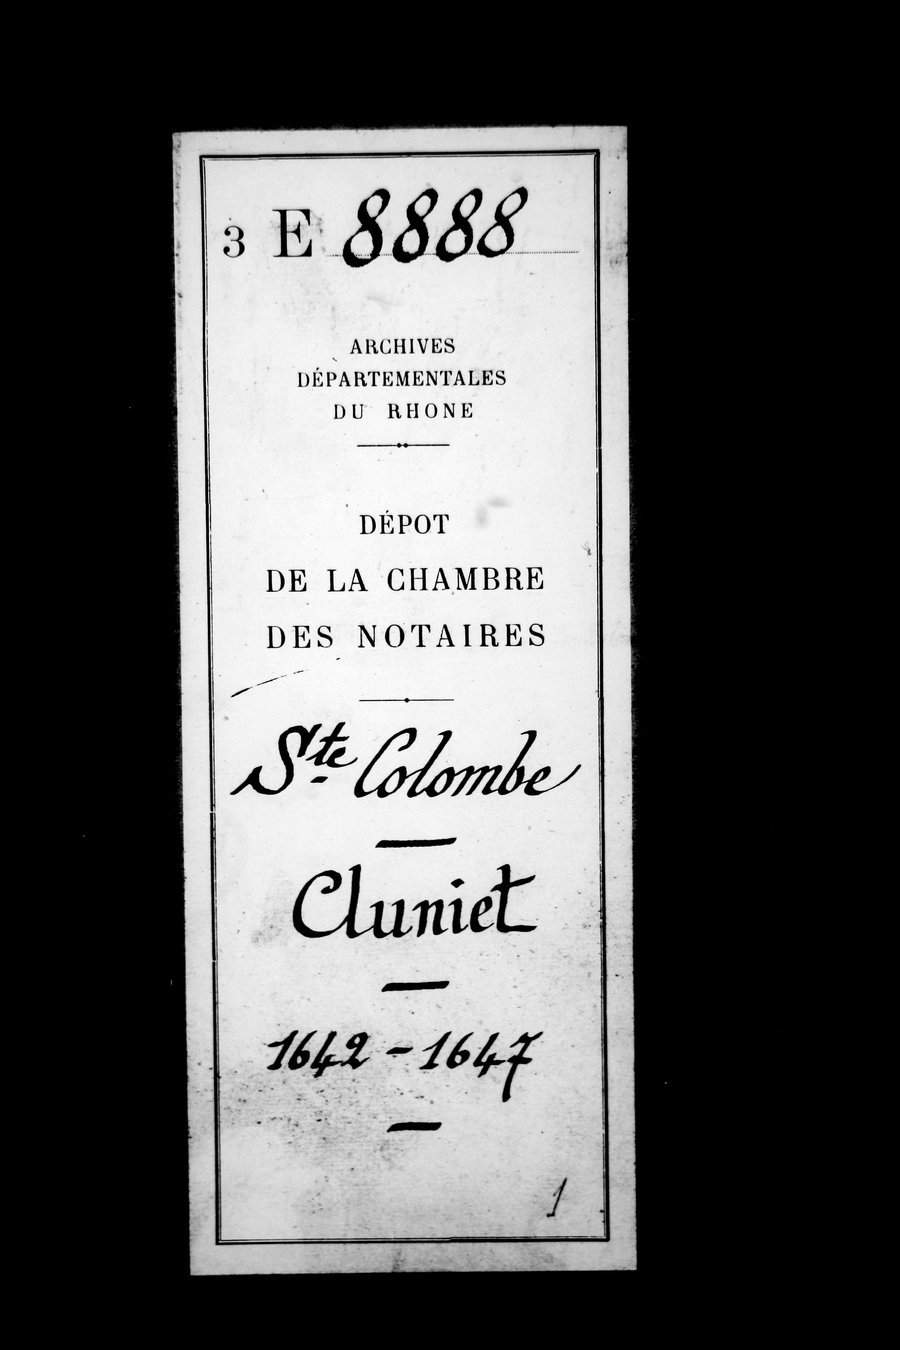 3 E 8888
ARCHIVES
DÉPARTEMENTALES
DU RHONE
DÉPOT
DE LA CHAMBRE
DES NOTAIRES
Ste Colombe
Cluniet
1642 - 1647
1